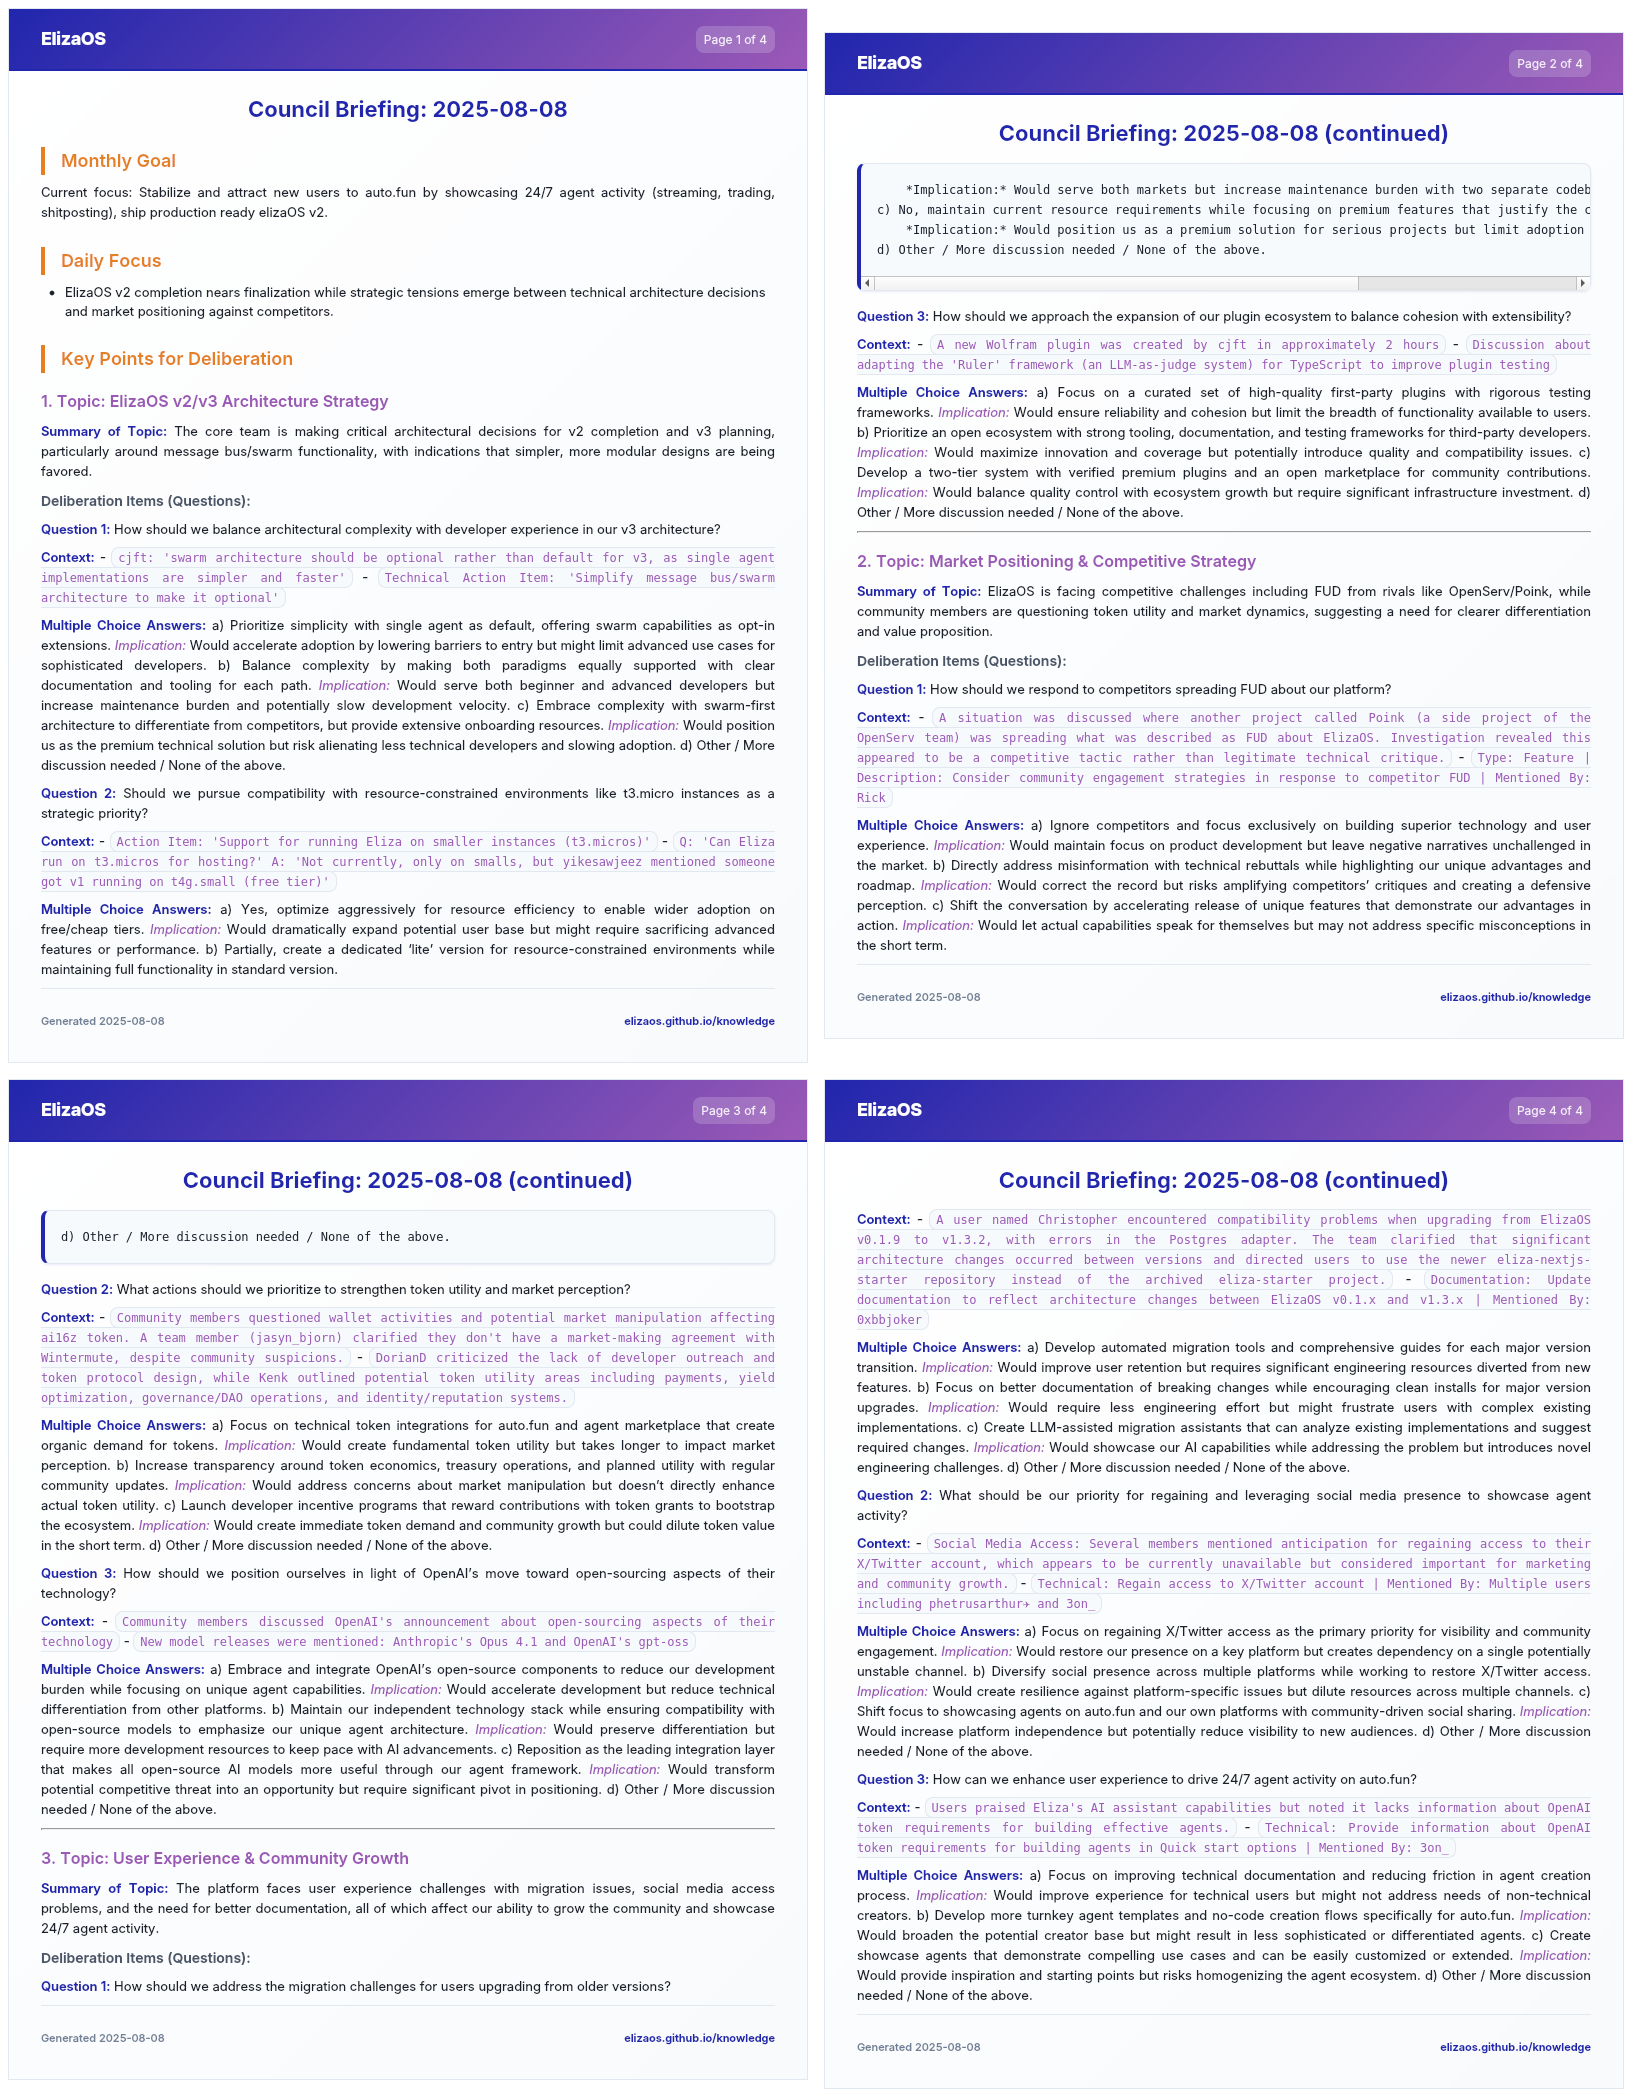 ElizaOS
Page 1 of 4
Council Briefing: 2025-08-08
Monthly Goal
Current focus: Stabilize and attract new users to auto.fun by showcasing 24/7 agent activity (streaming, trading,
shitposting), ship production ready elizaOS v2.
Daily Focus
• ElizaOS v2 completion nears finalization while strategic tensions emerge between technical architecture decisions
and market positioning against competitors.
Key Points for Deliberation
1. Topic: ElizaOS v2/v3 Architecture Strategy
Summary of Topic: The core team is making critical architectural decisions for v2 completion and v3 planning,
particularly around message bus/swarm functionality, with indications that simpler, more modular designs are being
favored.
Deliberation Items (Questions):
Question 1: How should we balance architectural complexity with developer experience in our v3 architecture?
Context: - cjft: 'swarm architecture should be optional rather than default for v3, as single agent
implementations are simpler and faster' - Technical Action Item: 'Simplify message bus/swarm
architecture to make it optional'
Multiple Choice Answers: a) Prioritize simplicity with single agent as default, offering swarm capabilities as opt-in
extensions. Implication: Would accelerate adoption by lowering barriers to entry but might limit advanced use cases for
sophisticated developers. b) Balance complexity by making both paradigms equally supported with clear
documentation and tooling for each path. Implication: Would serve both beginner and advanced developers but
increase maintenance burden and potentially slow development velocity. c) Embrace complexity with swarm-first
architecture to differentiate from competitors, but provide extensive onboarding resources. Implication: Would position
us as the premium technical solution but risk alienating less technical developers and slowing adoption. d) Other / More
discussion needed / None of the above.
Question 2: Should we pursue compatibility with resource-constrained environments like t3.micro instances as a
strategic priority?
Context: - Action Item: 'Support for running Eliza on smaller instances (t3.micros)' - Q: 'Can Eliza
run on t3.micros for hosting?' A: 'Not currently, only on smalls, but yikesawjeez mentioned someone
got v1 running on t4g.small (free tier)'
Multiple Choice Answers: a) Yes, optimize aggressively for resource efficiency to enable wider adoption on
free/cheap tiers. Implication: Would dramatically expand potential user base but might require sacrificing advanced
features or performance. b) Partially, create a dedicated ‘lite’ version for resource-constrained environments while
maintaining full functionality in standard version.
Generated 2025-08-08
elizaos.github.io/knowledge
ElizaOS
Page 2 of 4
Council Briefing: 2025-08-08 (continued)
*Implication:* Would serve both markets but increase maintenance burden with two separate codeb
c) No, maintain current resource requirements while focusing on premium features that justify the c
*Implication:* Would position us as a premium solution for serious projects but limit adoption
d) Other / More discussion needed / None of the above.
Question 3: How should we approach the expansion of our plugin ecosystem to balance cohesion with extensibility?
Context: - A new Wolfram plugin was created by cjft in approximately 2 hours - Discussion about
adapting the 'Ruler' framework (an LLM-as-judge system) for TypeScript to improve plugin testing
Multiple Choice Answers: a) Focus on a curated set of high-quality first-party plugins with rigorous testing
frameworks. Implication: Would ensure reliability and cohesion but limit the breadth of functionality available to users.
b) Prioritize an open ecosystem with strong tooling, documentation, and testing frameworks for third-party developers.
Implication: Would maximize innovation and coverage but potentially introduce quality and compatibility issues. c)
Develop a two-tier system with verified premium plugins and an open marketplace for community contributions.
Implication: Would balance quality control with ecosystem growth but require significant infrastructure investment. d)
Other / More discussion needed / None of the above.
2. Topic: Market Positioning & Competitive Strategy
Summary of Topic: ElizaOS is facing competitive challenges including FUD from rivals like OpenServ/Poink, while
community members are questioning token utility and market dynamics, suggesting a need for clearer differentiation
and value proposition.
Deliberation Items (Questions):
Question 1: How should we respond to competitors spreading FUD about our platform?
Context: - A situation was discussed where another project called Poink (a side project of the
OpenServ team) was spreading what was described as FUD about ElizaOS. Investigation revealed this
appeared to be a competitive tactic rather than legitimate technical critique. - Type: Feature |
Description: Consider community engagement strategies in response to competitor FUD | Mentioned By:
Rick
Multiple Choice Answers: a) Ignore competitors and focus exclusively on building superior technology and user
experience. Implication: Would maintain focus on product development but leave negative narratives unchallenged in
the market. b) Directly address misinformation with technical rebuttals while highlighting our unique advantages and
roadmap. Implication: Would correct the record but risks amplifying competitors’ critiques and creating a defensive
perception. c) Shift the conversation by accelerating release of unique features that demonstrate our advantages in
action. Implication: Would let actual capabilities speak for themselves but may not address specific misconceptions in
the short term.
Generated 2025-08-08
elizaos.github.io/knowledge
ElizaOS
Page 3 of 4
Council Briefing: 2025-08-08 (continued)
d) Other / More discussion needed / None of the above.
Question 2: What actions should we prioritize to strengthen token utility and market perception?
Context: - Community members questioned wallet activities and potential market manipulation affecting
ai16z token. A team member (jasyn_bjorn) clarified they don't have a market-making agreement with
Wintermute, despite community suspicions. - DorianD criticized the lack of developer outreach and
token protocol design, while Kenk outlined potential token utility areas including payments, yield
optimization, governance/DAO operations, and identity/reputation systems.
Multiple Choice Answers: a) Focus on technical token integrations for auto.fun and agent marketplace that create
organic demand for tokens. Implication: Would create fundamental token utility but takes longer to impact market
perception. b) Increase transparency around token economics, treasury operations, and planned utility with regular
community updates. Implication: Would address concerns about market manipulation but doesn’t directly enhance
actual token utility. c) Launch developer incentive programs that reward contributions with token grants to bootstrap
the ecosystem. Implication: Would create immediate token demand and community growth but could dilute token value
in the short term. d) Other / More discussion needed / None of the above.
Question 3: How should we position ourselves in light of OpenAI’s move toward open-sourcing aspects of their
technology?
Context: - Community members discussed OpenAI's announcement about open-sourcing aspects of their
technology - New model releases were mentioned: Anthropic's Opus 4.1 and OpenAI's gpt-oss
Multiple Choice Answers: a) Embrace and integrate OpenAI’s open-source components to reduce our development
burden while focusing on unique agent capabilities. Implication: Would accelerate development but reduce technical
differentiation from other platforms. b) Maintain our independent technology stack while ensuring compatibility with
open-source models to emphasize our unique agent architecture. Implication: Would preserve differentiation but
require more development resources to keep pace with AI advancements. c) Reposition as the leading integration layer
that makes all open-source AI models more useful through our agent framework. Implication: Would transform
potential competitive threat into an opportunity but require significant pivot in positioning. d) Other / More discussion
needed / None of the above.
3. Topic: User Experience & Community Growth
Summary of Topic: The platform faces user experience challenges with migration issues, social media access
problems, and the need for better documentation, all of which affect our ability to grow the community and showcase
24/7 agent activity.
Deliberation Items (Questions):
Question 1: How should we address the migration challenges for users upgrading from older versions?
Generated 2025-08-08
elizaos.github.io/knowledge
ElizaOS
Page 4 of 4
Council Briefing: 2025-08-08 (continued)
Context: - A user named Christopher encountered compatibility problems when upgrading from ElizaOS
v0.1.9 to v1.3.2, with errors in the Postgres adapter. The team clarified that significant
architecture changes occurred between versions and directed users to use the newer eliza-nextjs-
starter repository instead of the archived eliza-starter project. - Documentation: Update
documentation to reflect architecture changes between ElizaOS v0.1.x and v1.3.x | Mentioned By:
0xbbjoker
Multiple Choice Answers: a) Develop automated migration tools and comprehensive guides for each major version
transition. Implication: Would improve user retention but requires significant engineering resources diverted from new
features. b) Focus on better documentation of breaking changes while encouraging clean installs for major version
upgrades. Implication: Would require less engineering effort but might frustrate users with complex existing
implementations. c) Create LLM-assisted migration assistants that can analyze existing implementations and suggest
required changes. Implication: Would showcase our AI capabilities while addressing the problem but introduces novel
engineering challenges. d) Other / More discussion needed / None of the above.
Question 2: What should be our priority for regaining and leveraging social media presence to showcase agent
activity?
Context: - Social Media Access: Several members mentioned anticipation for regaining access to their
X/Twitter account, which appears to be currently unavailable but considered important for marketing
and community growth. - Technical: Regain access to X/Twitter account | Mentioned By: Multiple users
including phetrusarthur✈ and 3on_
Multiple Choice Answers: a) Focus on regaining X/Twitter access as the primary priority for visibility and community
engagement. Implication: Would restore our presence on a key platform but creates dependency on a single potentially
unstable channel. b) Diversify social presence across multiple platforms while working to restore X/Twitter access.
Implication: Would create resilience against platform-specific issues but dilute resources across multiple channels. c)
Shift focus to showcasing agents on auto.fun and our own platforms with community-driven social sharing. Implication:
Would increase platform independence but potentially reduce visibility to new audiences. d) Other / More discussion
needed / None of the above.
Question 3: How can we enhance user experience to drive 24/7 agent activity on auto.fun?
Context: - Users praised Eliza's AI assistant capabilities but noted it lacks information about OpenAI
token requirements for building effective agents. - Technical: Provide information about OpenAI
token requirements for building agents in Quick start options | Mentioned By: 3on_
Multiple Choice Answers: a) Focus on improving technical documentation and reducing friction in agent creation
process. Implication: Would improve experience for technical users but might not address needs of non-technical
creators. b) Develop more turnkey agent templates and no-code creation flows specifically for auto.fun. Implication:
Would broaden the potential creator base but might result in less sophisticated or differentiated agents. c) Create
showcase agents that demonstrate compelling use cases and can be easily customized or extended. Implication:
Would provide inspiration and starting points but risks homogenizing the agent ecosystem. d) Other / More discussion
needed / None of the above.
Generated 2025-08-08
elizaos.github.io/knowledge